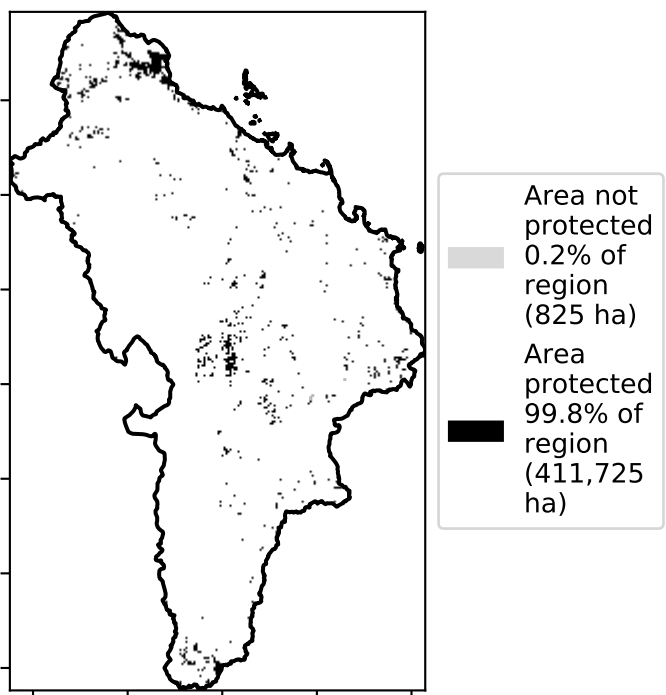 Area not
protected
0.2% of
region
(825 ha)
Area
protected
99.8% of
region
(411,725
ha)